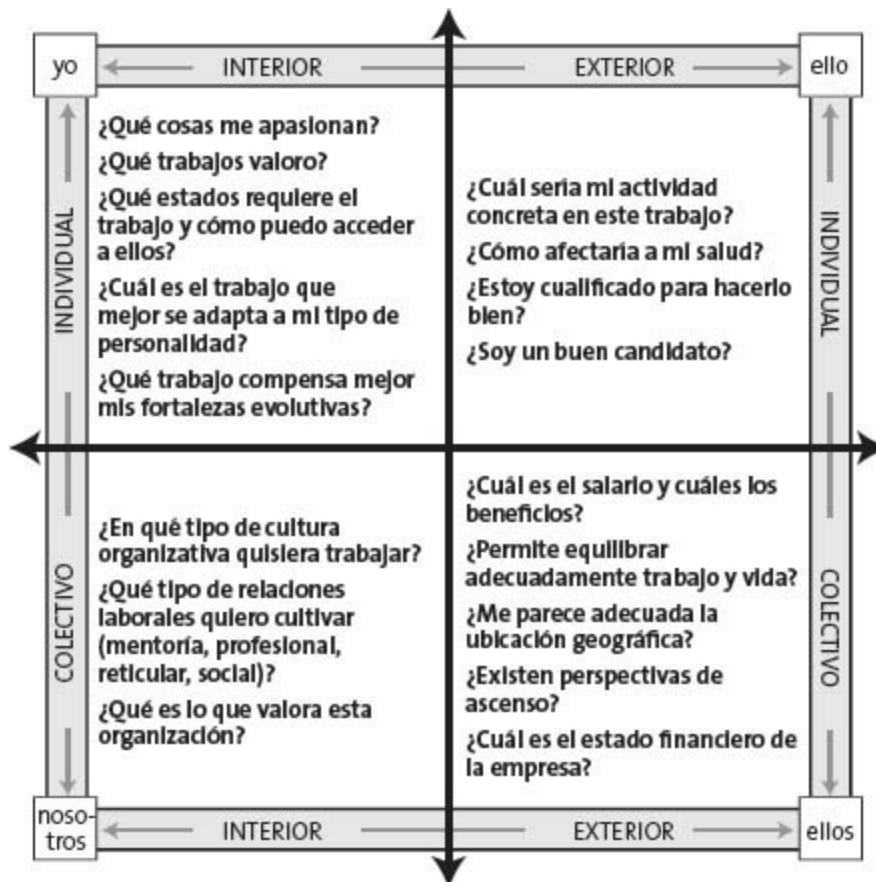 yo
INTERIOR
EXTERIOR
ello
INDIVIDUAL
¿Qué cosas me apasionan?
¿Qué trabajos valoro?
¿Qué estados requiere el
trabajo y cómo puedo acceder
a ellos?
¿Cuál es el trabajo que
mejor se adapta a mi tipo de
personalidad?
¿Qué trabajo compensa mejor
mis fortalezas evolutivas?
¿Cuál sería mi actividad
concreta en este trabajo?
¿Cómo afectaría a mi salud?
¿Estoy cualificado para hacerlo
bien?
¿Soy un buen candidato?
INDIVIDUAL
COLECTIVO
¿En qué tipo de cultura
organizativa quisiera trabajar?
¿Qué tipo de relaciones
laborales quiero cultivar
(mentoría, profesional,
reticular, social)?
¿Qué es lo que valora esta
organización?
¿Cuál es el salario y cuáles los
beneficios?
¿Permite equilibrar
adecuadamente trabajo y vida?
¿Me parece adecuada la
ubicación geográfica?
¿Existen perspectivas de
ascenso?
¿Cuál es el estado financiero de
la empresa?
COLECTIVO
noso-
tros
INTERIOR
EXTERIOR
ellos